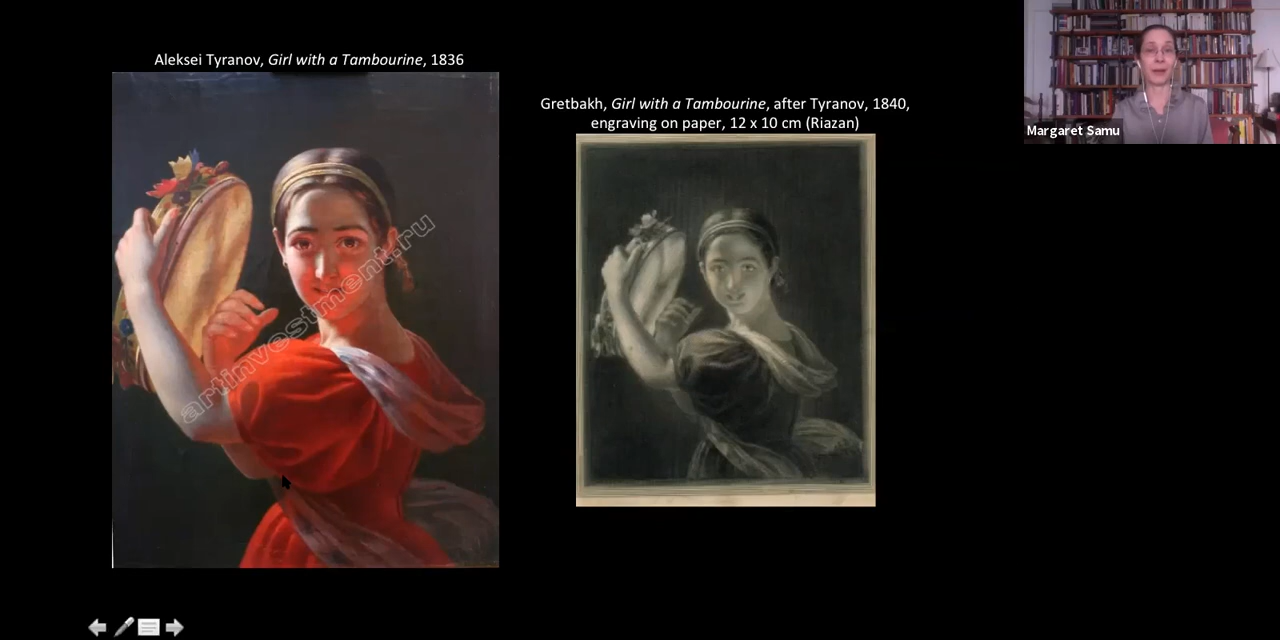 Aleksei Tyranov, Girl with a Tambourine, 1836
artinvestment.ru
Gretbakh, Girl with a Tambourine, after Tyranov, 1840,
engraving on paper, 12 x 10 cm (Riazan)
Margaret Samu